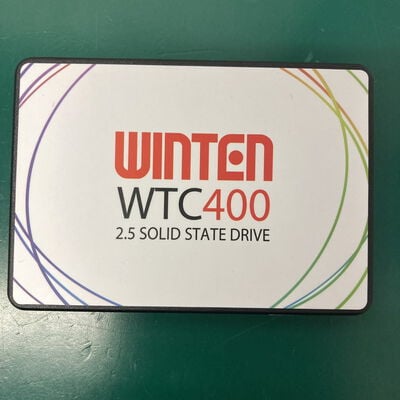 WINTEN
WTC400
2.5 SOLID STATE DRIVE